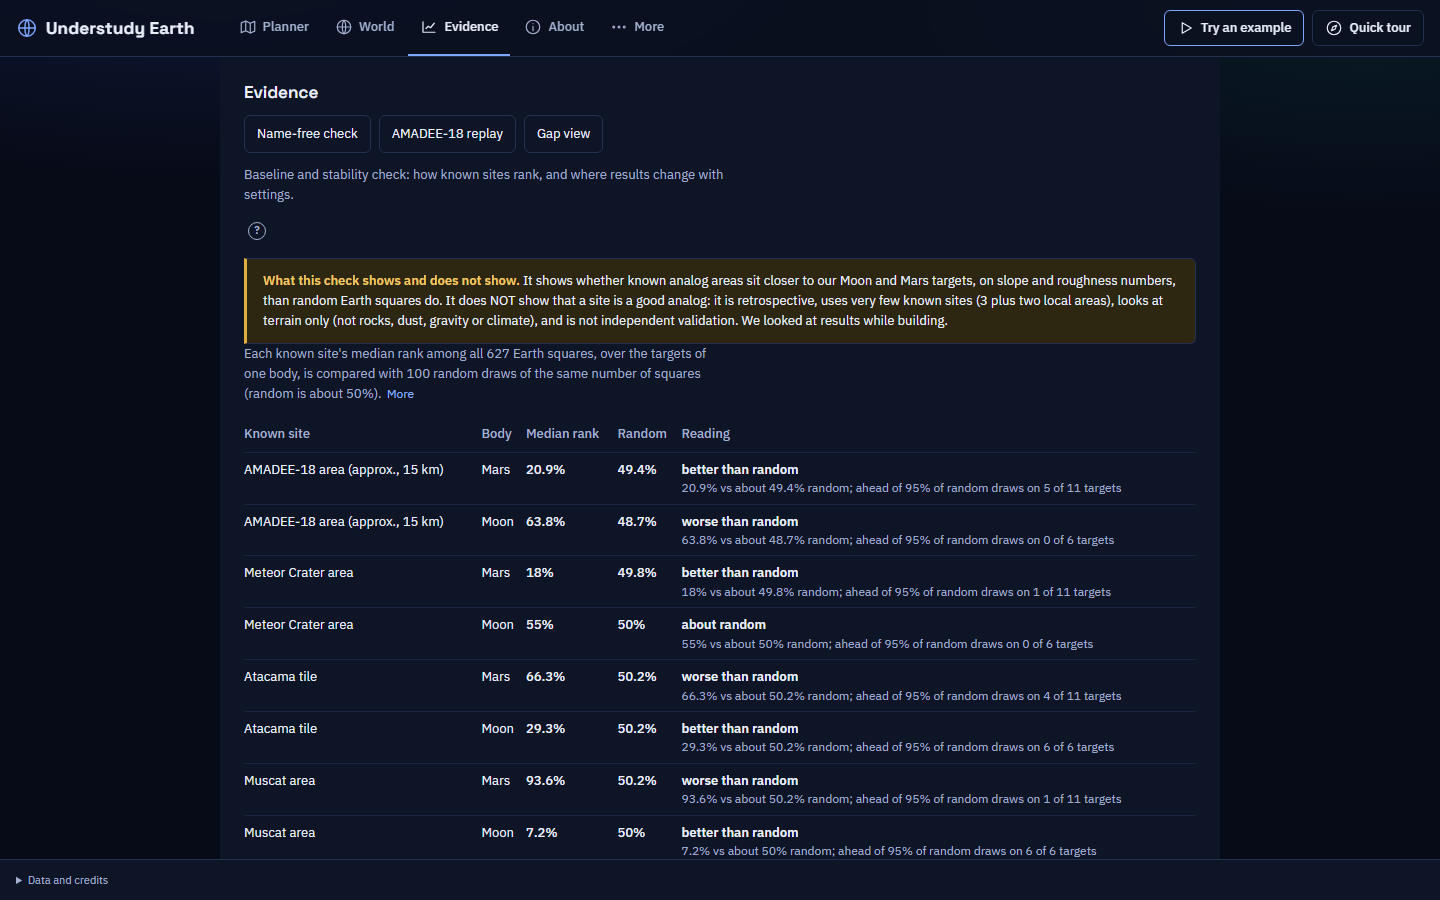 Understudy Earth
Planner
World
Evidence
About
More
Try an example
Quick tour
Evidence
Name-free check
AMADEE-18 replay
Gap view
Baseline and stability check: how known sites rank, and where results change with
settings.
?
What this check shows and does not show. It shows whether known analog areas sit closer to our Moon and Mars targets, on slope and roughness numbers,
than random Earth squares do. It does NOT show that a site is a good analog: it is retrospective, uses very few known sites (3 plus two local areas), looks at
terrain only (not rocks, dust, gravity or climate), and is not independent validation. We looked at results while building.
Each known site's median rank among all 627 Earth squares, over the targets of
one body, is compared with 100 random draws of the same number of squares
(random is about 50%). More
Known site Body Median rank Random Reading
AMADEE-18 area (approx., 15 km) Mars 20.9% 49.4% better than random
20.9% vs about 49.4% random; ahead of 95% of random draws on 5 of 11 targets
AMADEE-18 area (approx., 15 km) Moon 63.8% 48.7% worse than random
63.8% vs about 48.7% random; ahead of 95% of random draws on 0 of 6 targets
Meteor Crater area Mars 18% 49.8% better than random
18% vs about 49.8% random; ahead of 95% of random draws on 1 of 11 targets
Meteor Crater area Moon 55% 50% about random
55% vs about 50% random; ahead of 95% of random draws on 0 of 6 targets
Atacama tile Mars 66.3% 50.2% worse than random
66.3% vs about 50.2% random; ahead of 95% of random draws on 4 of 11 targets
Atacama tile Moon 29.3% 50.2% better than random
29.3% vs about 50.2% random; ahead of 95% of random draws on 6 of 6 targets
Muscat area Mars 93.6% 50.2% worse than random
93.6% vs about 50.2% random; ahead of 95% of random draws on 1 of 11 targets
Muscat area Moon 7.2% 50% better than random
7.2% vs about 50% random; ahead of 95% of random draws on 6 of 6 targets
Data and credits